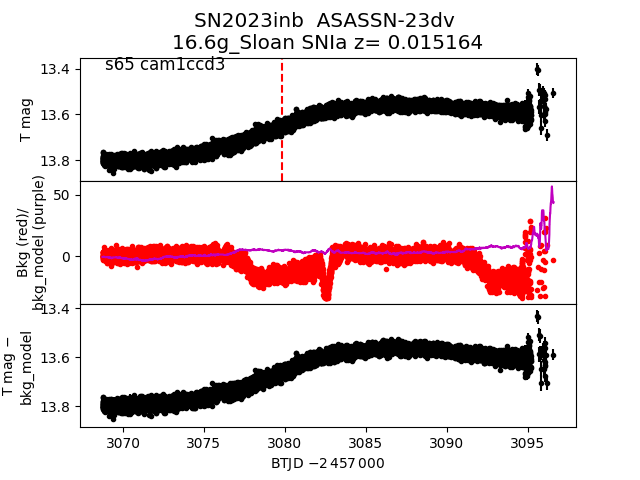 SN2023inb  ASASSN-23dv
16.6g_Sloan SNIa z= 0.015164
s65 cam1ccd3
13.4
13.6
13.8
T mag
50
0
Bkg (red)/
bkg_model (purple)
13.4
13.6
13.8
T mag −
bkg_model
3070 3075 3080 3085 3090 3095
BTJD −2 457 000